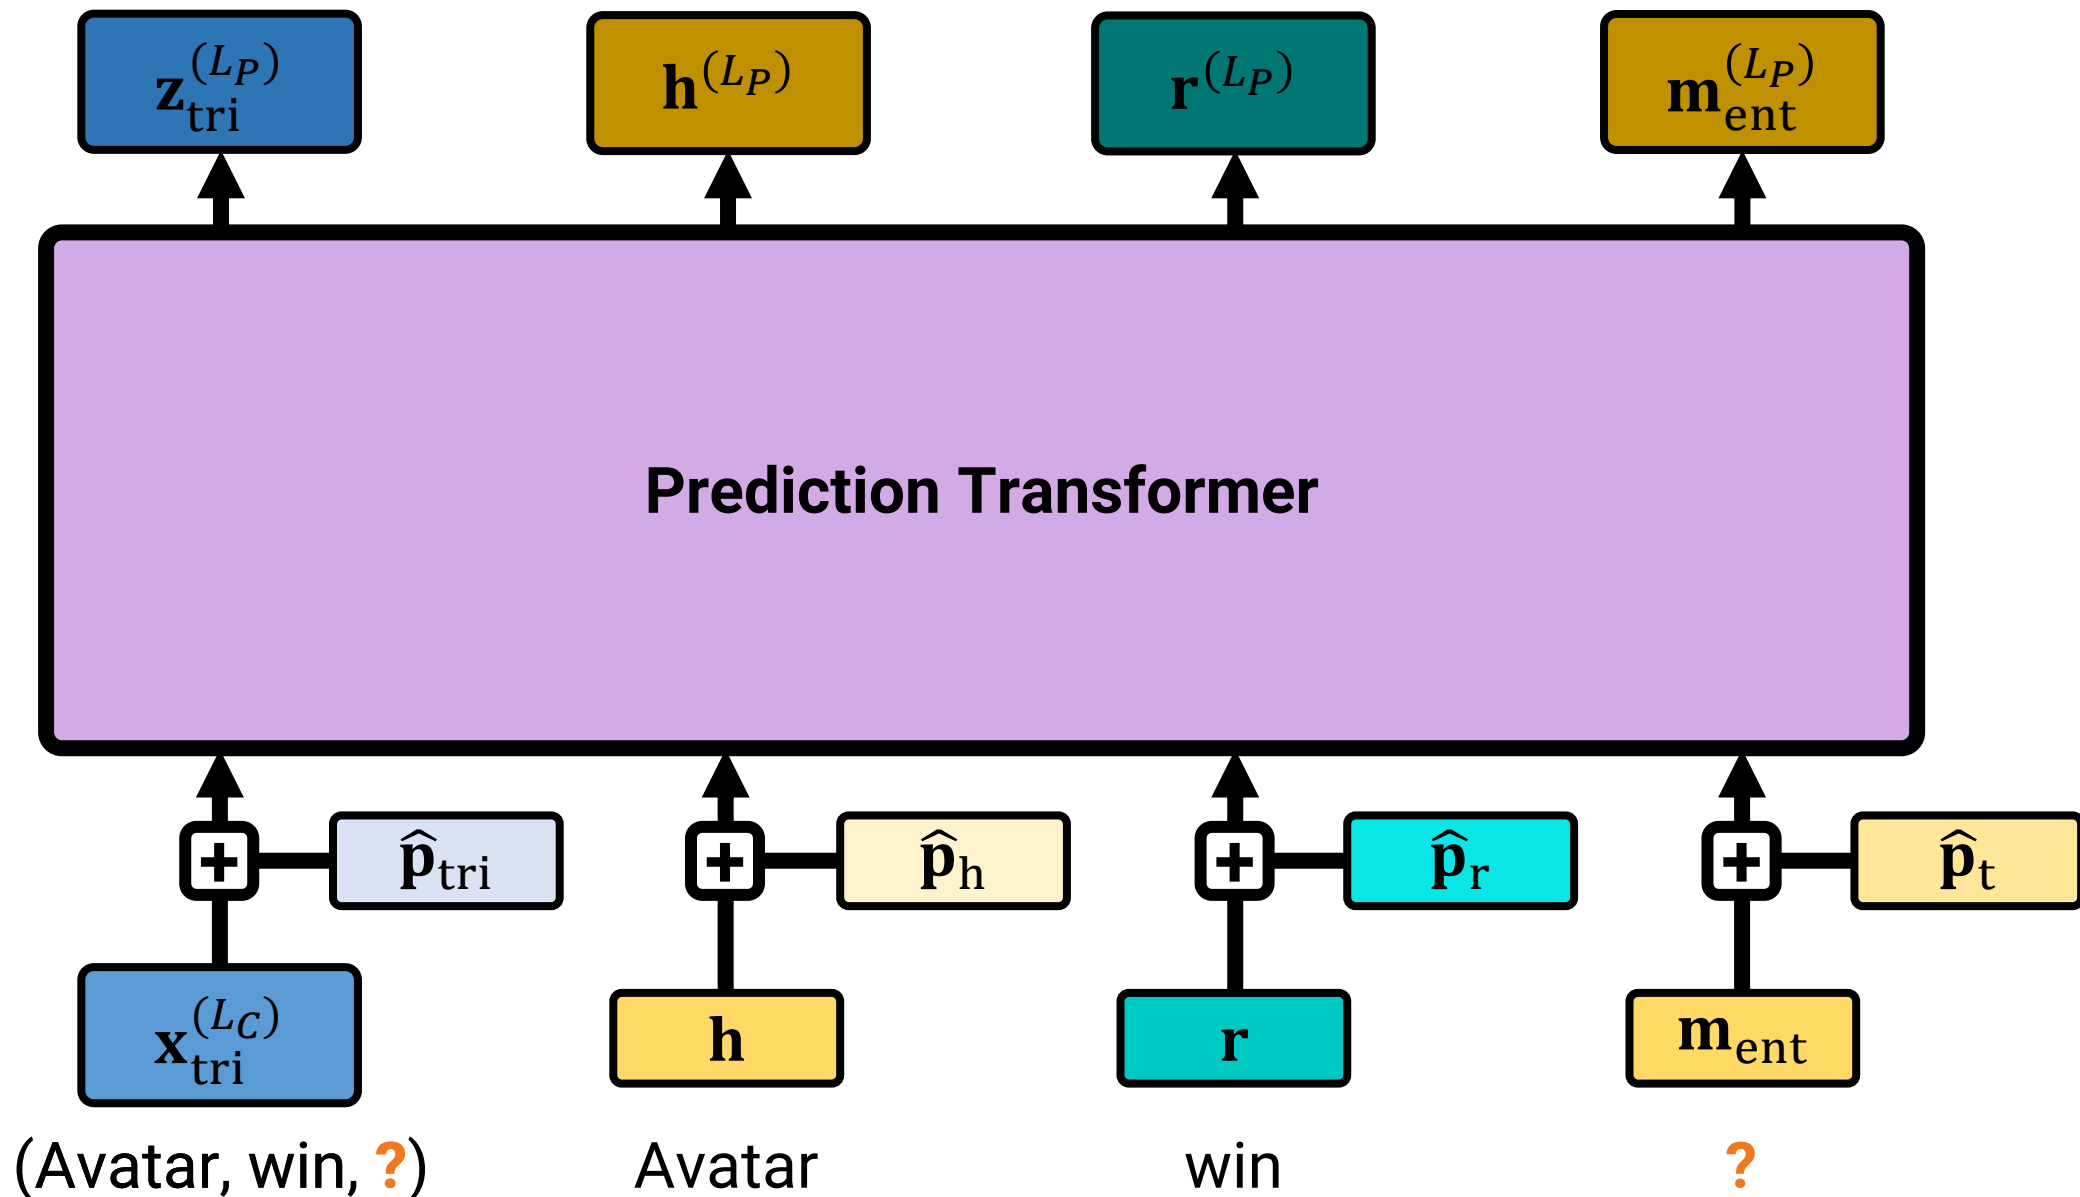 𝐳_tri^(L_P) 𝐡^(L_P) 𝐫^(L_P) 𝐦_ent^(L_P)
Prediction Transformer
+ 𝐩̂_tri + 𝐩̂_h + 𝐩̂_r + 𝐩̂_t
𝐱_tri^(L_C) 𝐡 𝐫 𝐦_ent
(Avatar, win, ?) Avatar win ?